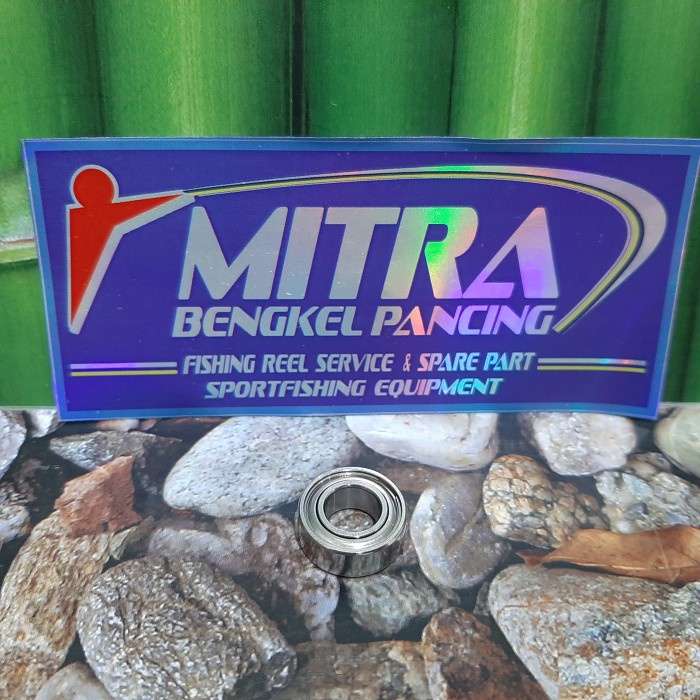 MITRA
BENGKEL PANCING
FISHING REEL SERVICE & SPARE PART
SPORTFISHING EQUIPMENT